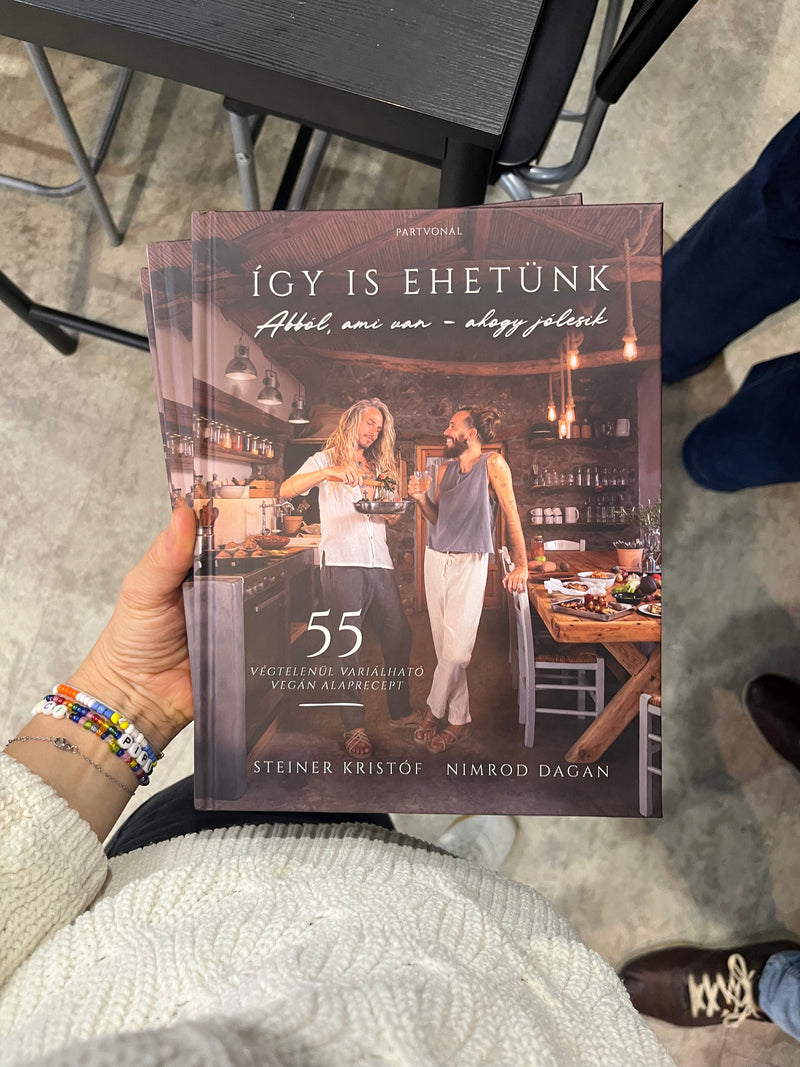 PARTVONAL
ÍGY IS EHETÜNK
Abból, ami van – ahogy jólesik
55
VÉGTELENÜL VARIÁLHATÓ
VEGÁN ALAPRECEPT
STEINER KRISTÓF NIMROD DAGAN